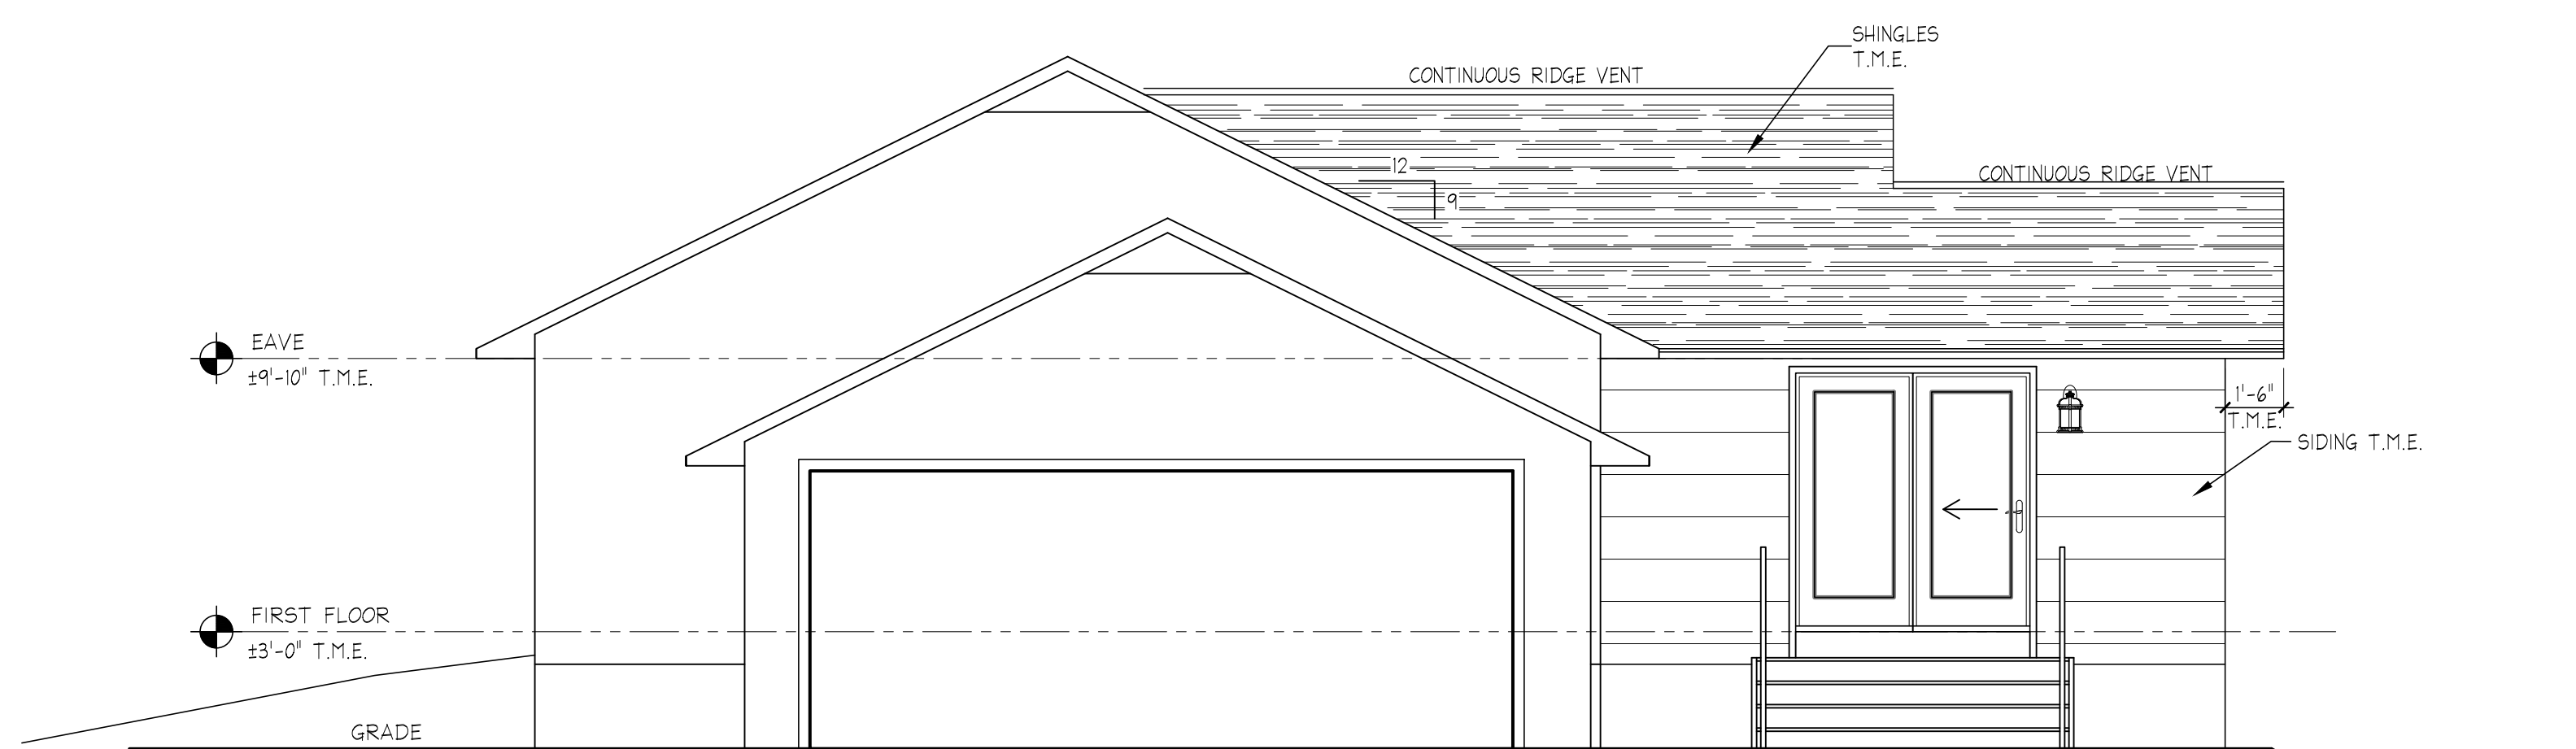 SHINGLES
T.M.E.
CONTINUOUS RIDGE VENT
12
9
CONTINUOUS RIDGE VENT
EAVE
±9'-10" T.M.E.
1'-6"
T.M.E.
SIDING T.M.E.
FIRST FLOOR
±3'-0" T.M.E.
GRADE